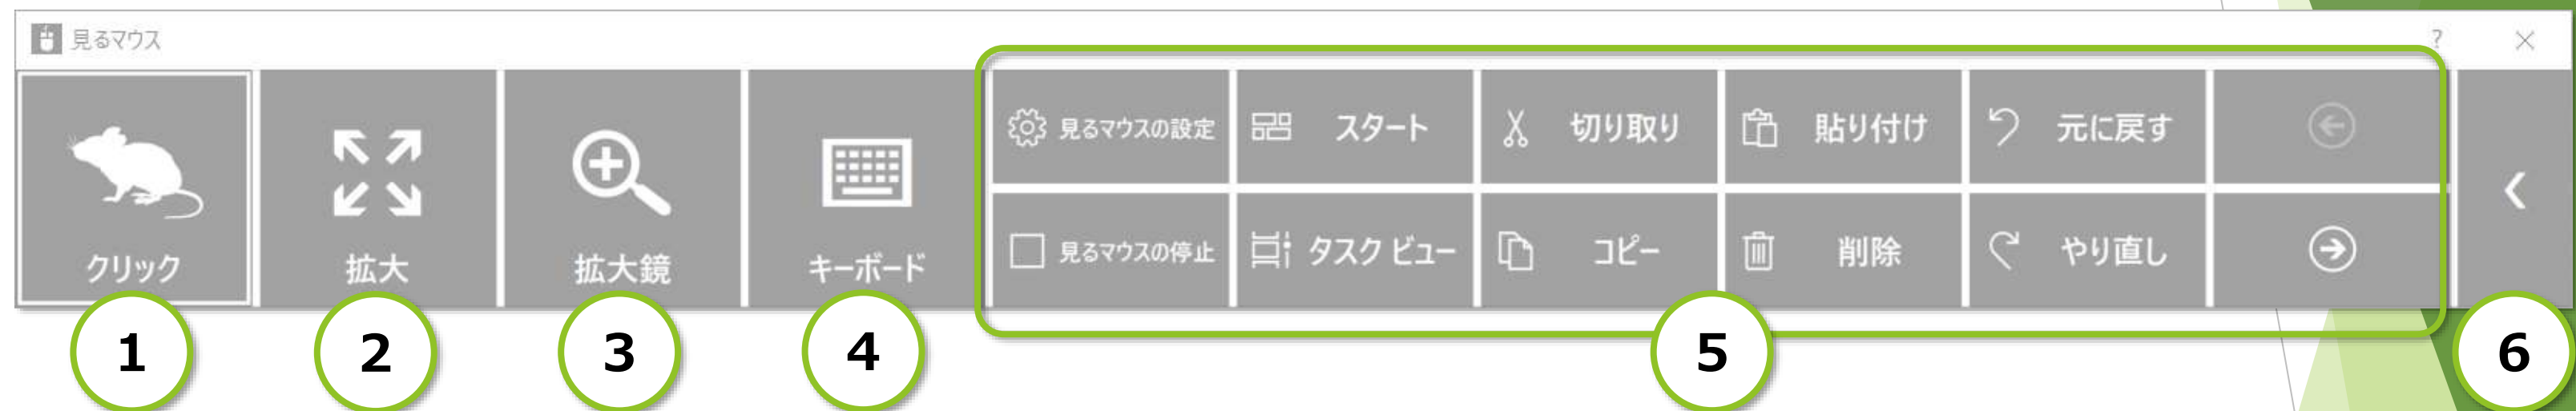 見るマウス
?
クリック
拡大
拡大鏡
キーボード
見るマウスの設定
スタート
切り取り
貼り付け
元に戻す
見るマウスの停止
タスク ビュー
コピー
削除
やり直し
1
2
3
4
5
6